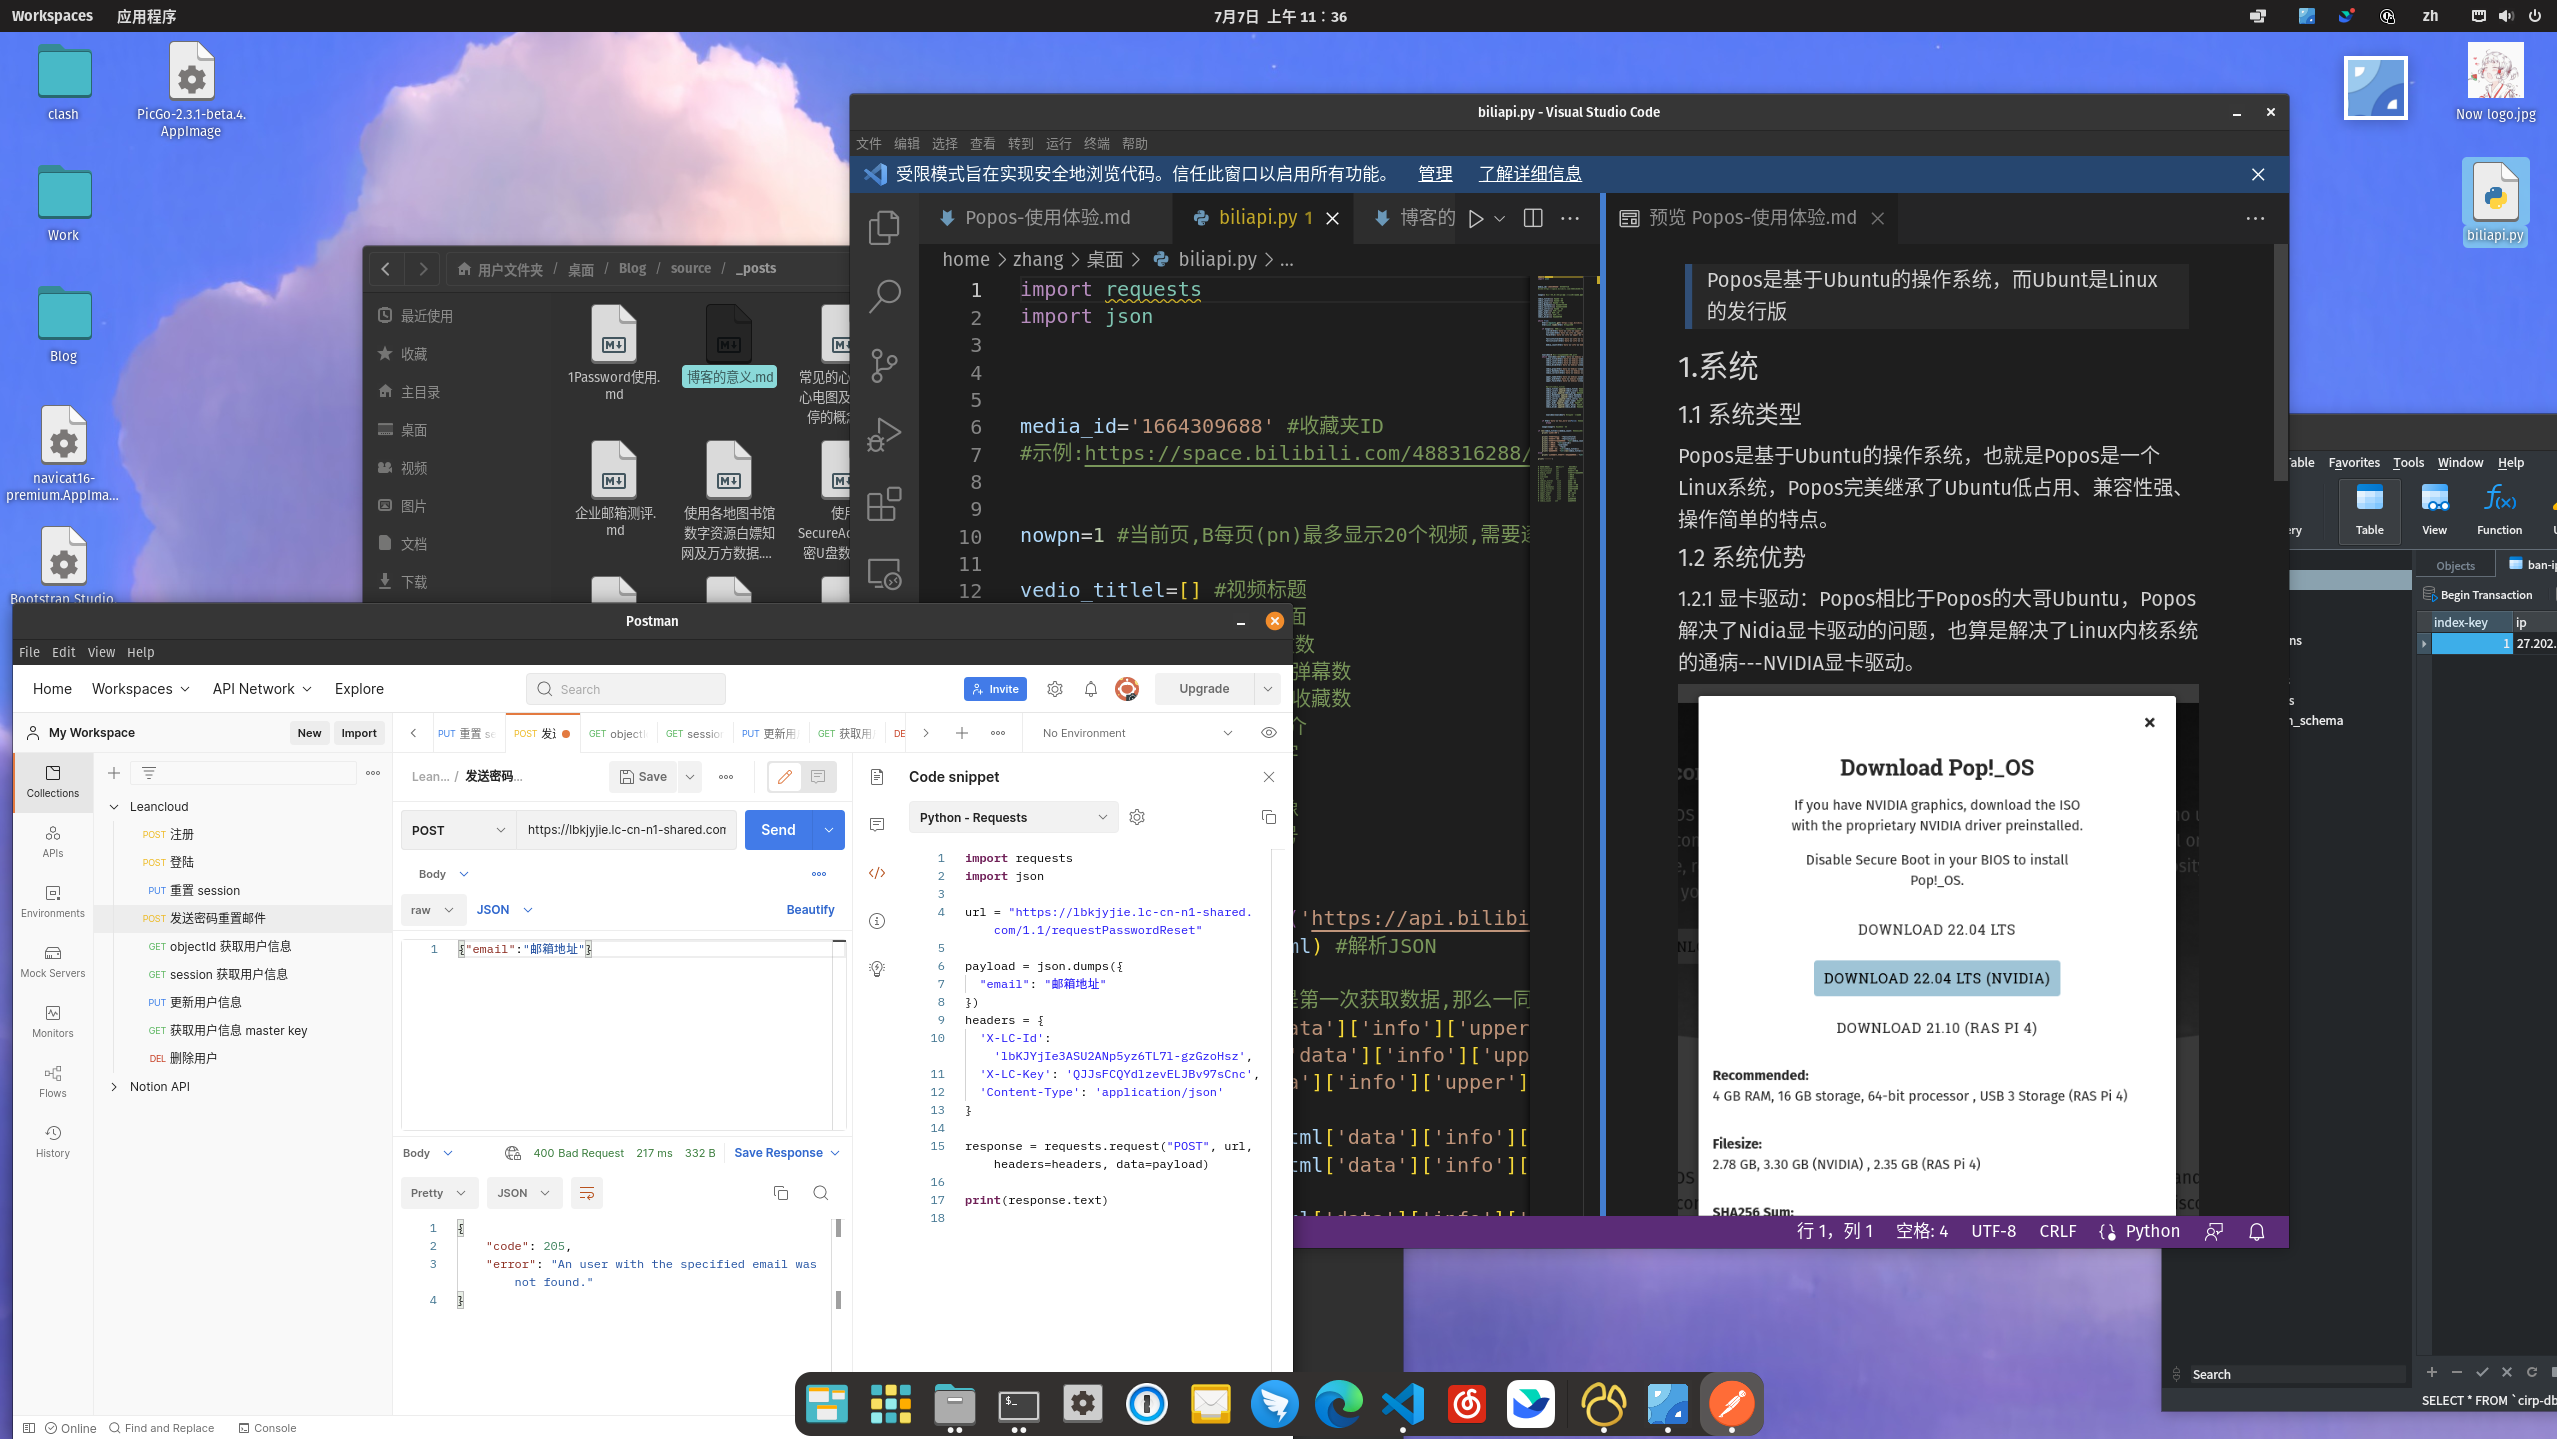 Workspaces 应用程序
7月7日 上午 11：36
zh
clash
PicGo-2.3.1-beta.4.
AppImage
Work
Blog
navicat16-
premium.AppIma...
Bootstrap Studio
Now logo.jpg
biliapi.py
用户文件夹 / 桌面 / Blog / source / _posts
最近使用
收藏
主目录
桌面
视频
图片
文档
下载
1Password使用.
md
博客的意义.md
常见的心
心电图及
停的概
企业邮箱测评.
md
使用各地图书馆
数字资源白嫖知
网及万方数据....
使
SecureAc
密U盘数
biliapi.py - Visual Studio Code
文件 编辑 选择 查看 转到 运行 终端 帮助
受限模式旨在实现安全地浏览代码。信任此窗口以启用所有功能。 管理 了解详细信息
Popos-使用体验.md
biliapi.py 1
博客的
预览 Popos-使用体验.md
home > zhang > 桌面 > biliapi.py > ...
1 import requests
2 import json
3
4
5
6 media_id='1664309688' #收藏夹ID
7 #示例:https://space.bilibili.com/488316288/
8
9
10 nowpn=1 #当前页,B每页(pn)最多显示20个视频,需要
11
12 vedio_titlel=[] #视频标题
面
数
弹幕数
收藏数
个
('https://api.bilibi
ml) #解析JSON
是第一次获取数据,那么一同
ata']['info']['upper
'data']['info']['upp
a']['info']['upper']
ml['data']['info'][
ml['data']['info'][
行 1，列 1 空格: 4 UTF-8 CRLF Python
Popos是基于Ubuntu的操作系统，而Ubunt是Linux
的发行版
1.系统
1.1 系统类型
Popos是基于Ubuntu的操作系统，也就是Popos是一个
Linux系统，Popos完美继承了Ubuntu低占用、兼容性强、
操作简单的特点。
1.2 系统优势
1.2.1 显卡驱动：Popos相比于Popos的大哥Ubuntu，Popos
解决了Nidia显卡驱动的问题，也算是解决了Linux内核系统
的通病---NVIDIA显卡驱动。
Download Pop!_OS
If you have NVIDIA graphics, download the ISO
with the proprietary NVIDIA driver preinstalled.
Disable Secure Boot in your BIOS to install
Pop!_OS.
DOWNLOAD 22.04 LTS
DOWNLOAD 22.04 LTS (NVIDIA)
DOWNLOAD 21.10 (RAS PI 4)
Recommended:
4 GB RAM, 16 GB storage, 64-bit processor , USB 3 Storage (RAS Pi 4)
Filesize:
2.78 GB, 3.30 GB (NVIDIA) , 2.35 GB (RAS Pi 4)
SHA256 Sum:
Table Favorites Tools Window Help
Table View Function
Objects
ban-ip
Begin Transaction
index-key ip
1 27.202.
n_schema
Search
SELECT * FROM `cirp-db
Postman
File Edit View Help
Home Workspaces API Network Explore
Search
Invite
Upgrade
My Workspace
New Import
PUT 重置 se
POST 发
GET objectI
GET session
PUT 更新用
GET 获取用
DE
No Environment
Collections
APIs
Environments
Mock Servers
Monitors
Flows
History
Leancloud
POST 注册
POST 登陆
PUT 重置 session
POST 发送密码重置邮件
GET objectId 获取用户信息
GET session 获取用户信息
PUT 更新用户信息
GET 获取用户信息 master key
DEL 删除用户
Notion API
Lean... / 发送密码...
Save
POST
https://lbkjyjie.lc-cn-n1-shared.com
Send
Body
raw JSON Beautify
1 {"email":"邮箱地址"}
Body
400 Bad Request 217 ms 332 B Save Response
Pretty JSON
1 {
2 "code": 205,
3 "error": "An user with the specified email was
not found."
4 }
Code snippet
Python - Requests
1 import requests
2 import json
3
4 url = "https://lbkjyjie.lc-cn-n1-shared.
com/1.1/requestPasswordReset"
5
6 payload = json.dumps({
7 "email": "邮箱地址"
8 })
9 headers = {
10 'X-LC-Id':
'lbKJYjIe3ASU2ANp5yz6TL7l-gzGzoHsz',
11 'X-LC-Key': 'QJJsFCQYdlzevELJBv97sCnc',
12 'Content-Type': 'application/json'
13 }
14
15 response = requests.request("POST", url,
headers=headers, data=payload)
16
17 print(response.text)
18
Online Find and Replace Console